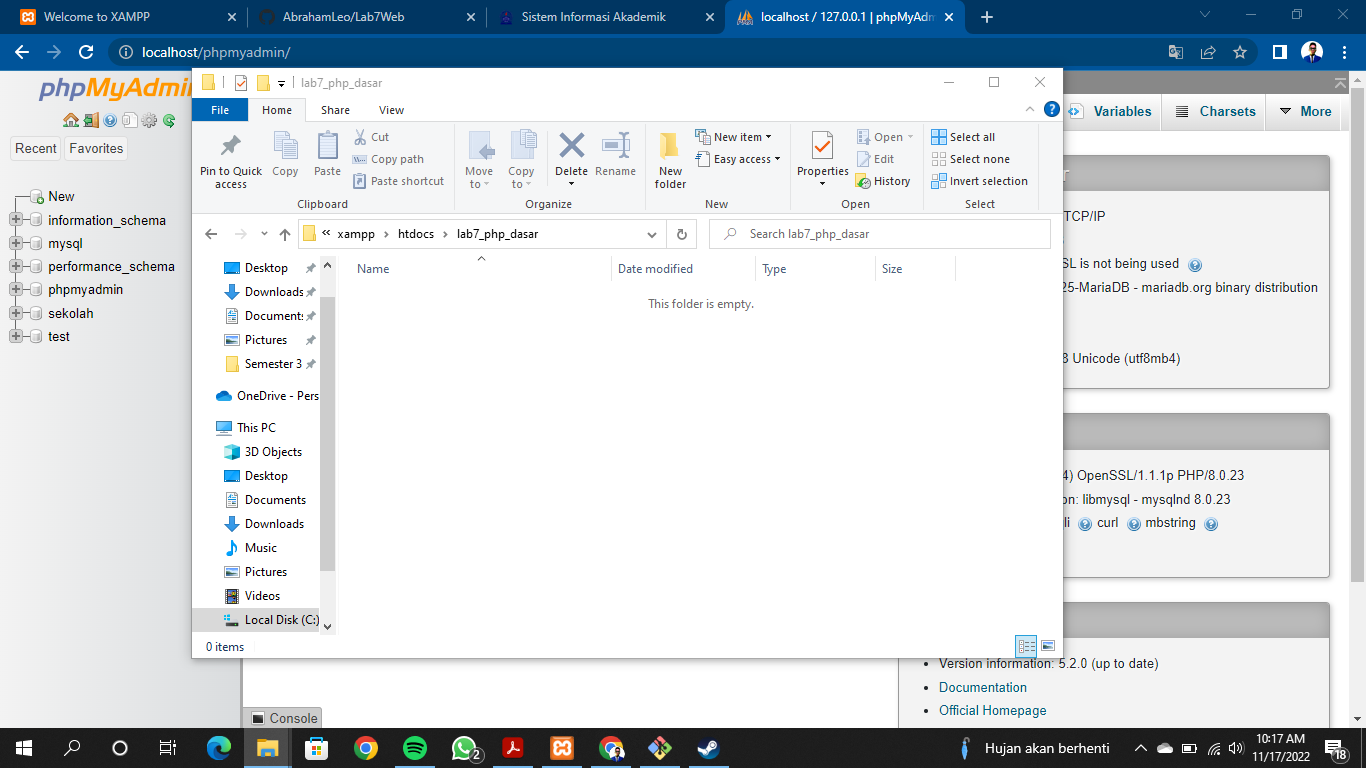 Welcome to XAMPP
AbrahamLeo/Lab7Web
Sistem Informasi Akademik
localhost / 127.0.0.1 | phpMyAdm
localhost/phpmyadmin/
phpMyAdmin
Recent
Favorites
New
information_schema
mysql
performance_schema
phpmyadmin
sekolah
test
lab7_php_dasar
File
Home
Share
View
Pin to Quick access
Copy
Paste
Cut
Copy path
Paste shortcut
Clipboard
Move to
Copy to
Delete
Rename
Organize
New folder
New item
Easy access
New
Properties
Open
Edit
History
Open
Select all
Select none
Invert selection
Select
« xampp > htdocs > lab7_php_dasar
Search lab7_php_dasar
Name
Date modified
Type
Size
This folder is empty.
Desktop
Downloads
Documents
Pictures
Semester 3
OneDrive - Pers
This PC
3D Objects
Desktop
Documents
Downloads
Music
Pictures
Videos
Local Disk (C:)
0 items
Variables
Charsets
More
TCP/IP
SL is not being used
25-MariaDB - mariadb.org binary distribution
8 Unicode (utf8mb4)
4) OpenSSL/1.1.1p PHP/8.0.23
on: libmysql - mysqlnd 8.0.23
li curl mbstring
Version information: 5.2.0 (up to date)
Documentation
Official Homepage
Console
2
Hujan akan berhenti
10:17 AM
11/17/2022
18